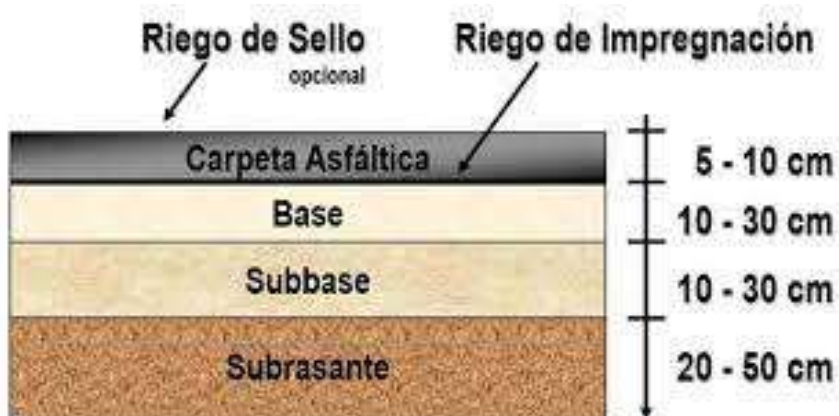 Riego de Sello
opcional
Riego de Impregnación
Carpeta Asfáltica
5 - 10 cm
Base
10 - 30 cm
Subbase
10 - 30 cm
Subrasante
20 - 50 cm